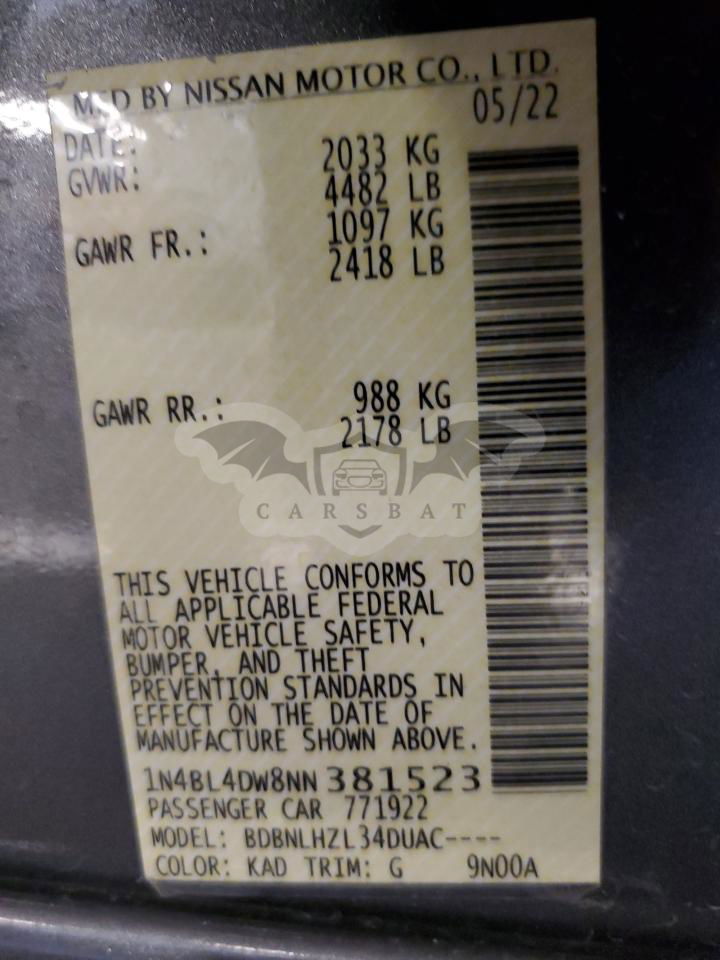 MFD BY NISSAN MOTOR CO., LTD.
DATE: 05/22
GVWR: 2033 KG
4482 LB
GAWR FR.: 1097 KG
2418 LB
GAWR RR.: 988 KG
2178 LB
CARSBAT
THIS VEHICLE CONFORMS TO
ALL APPLICABLE FEDERAL
MOTOR VEHICLE SAFETY,
BUMPER, AND THEFT
PREVENTION STANDARDS IN
EFFECT ON THE DATE OF
MANUFACTURE SHOWN ABOVE.
1N4BL4DW8NN381523
PASSENGER CAR 771922
MODEL: BDBNLHZL34DUAC----
COLOR: KAD TRIM: G 9N00A